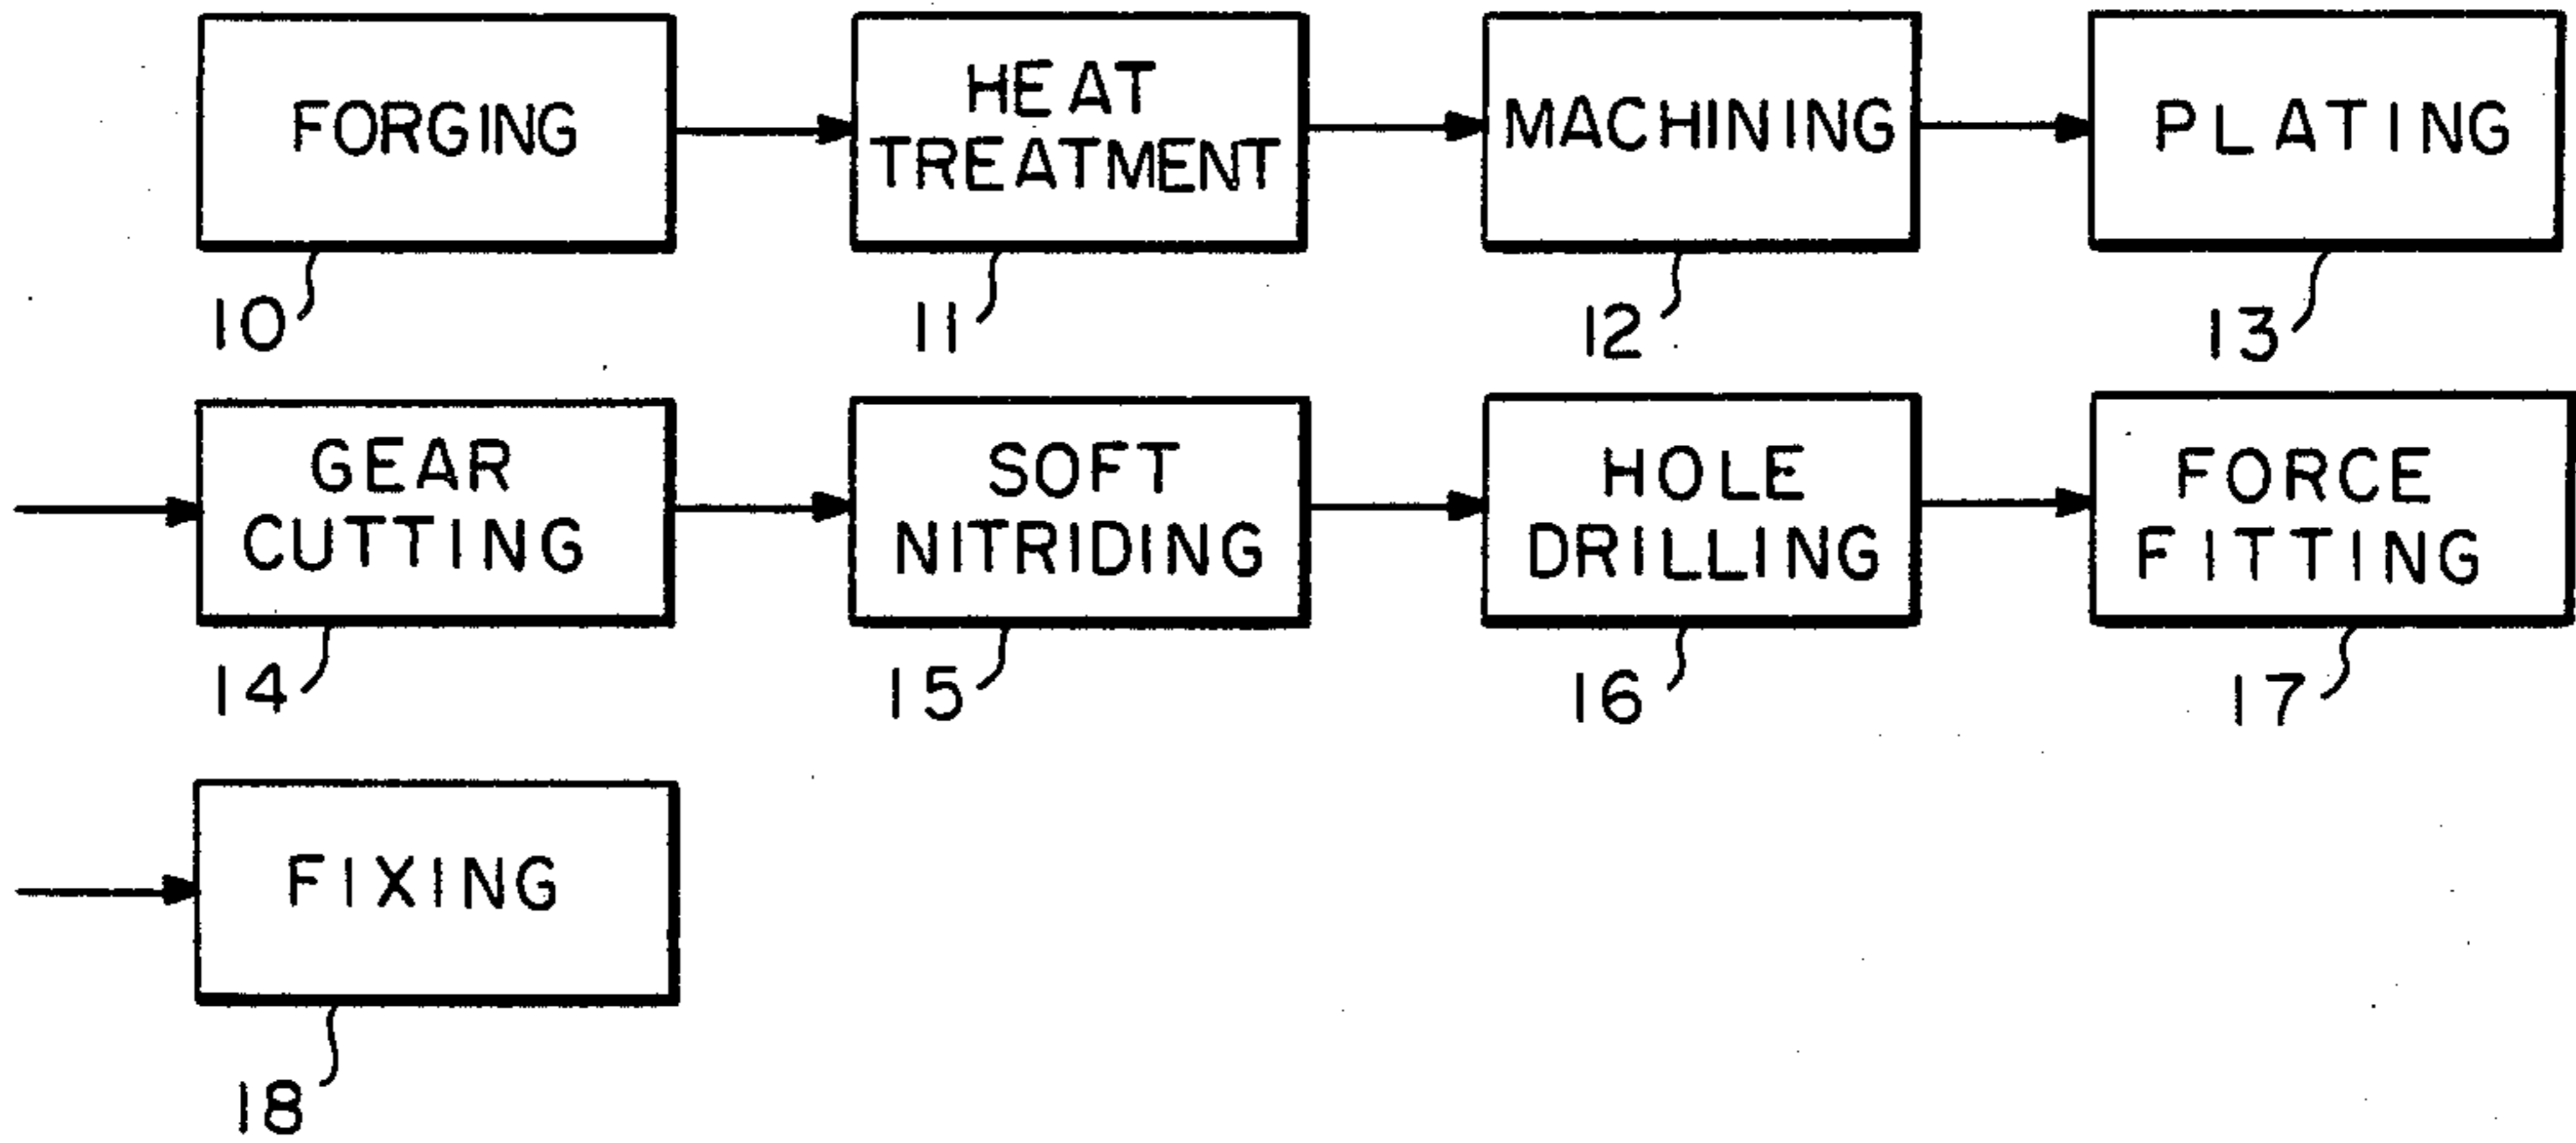 FORGING
HEAT
TREATMENT
MACHINING
PLATING
10
11
12
13
GEAR
CUTTING
SOFT
NITRIDING
HOLE
DRILLING
FORCE
FITTING
14
15
16
17
FIXING
18